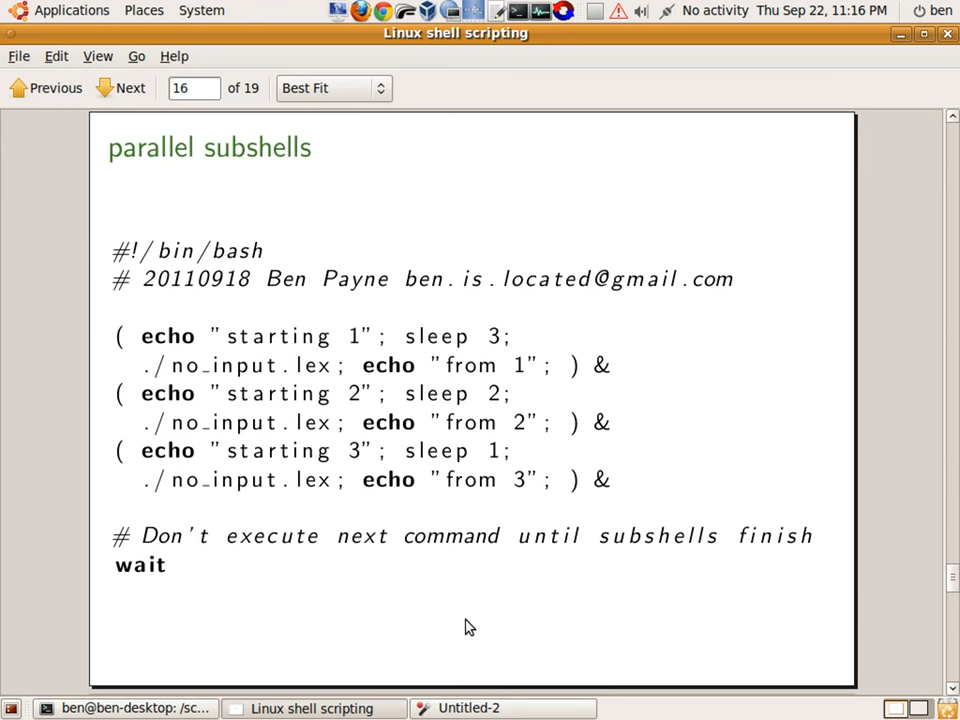 Applications Places System No activity Thu Sep 22, 11:16 PM ben
Linux shell scripting
File Edit View Go Help
Previous Next 16 of 19 Best Fit
parallel subshells
#!/bin/bash
# 20110918 Ben Payne ben.is.located@gmail.com
( echo "starting 1"; sleep 3;
./no_input.lex; echo "from 1"; ) &
( echo "starting 2"; sleep 2;
./no_input.lex; echo "from 2"; ) &
( echo "starting 3"; sleep 1;
./no_input.lex; echo "from 3"; ) &
# Don't execute next command until subshells finish
wait
ben@ben-desktop: /sc... Linux shell scripting Untitled-2